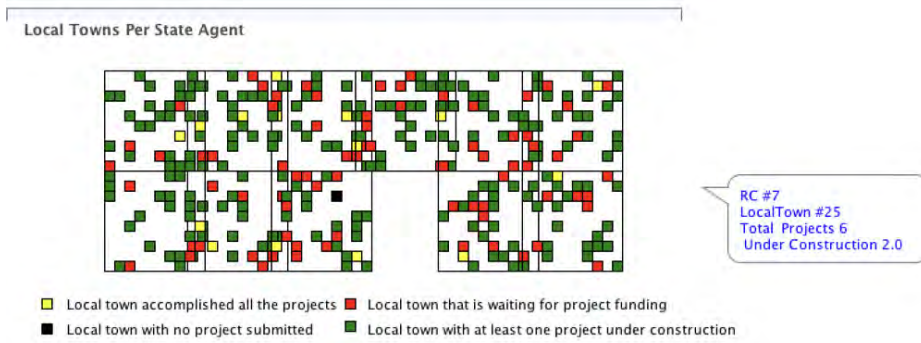 Local Towns Per State Agent
RC #7
LocalTown #25
Total Projects 6
Under Construction 2.0
Local town accomplished all the projects
Local town that is waiting for project funding
Local town with no project submitted
Local town with at least one project under construction